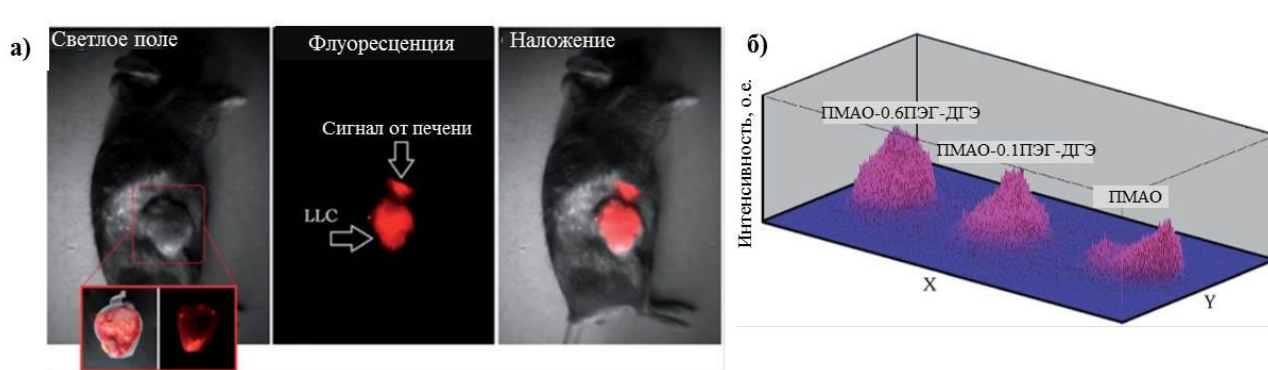 а)
Светлое поле
Флуоресценция
Наложение
Сигнал от печени
LLC
б)
Интенсивность, о.е.
ПМАО-0.6ПЭГ-ДГЭ
ПМАО-0.1ПЭГ-ДГЭ
ПМАО
X
Y